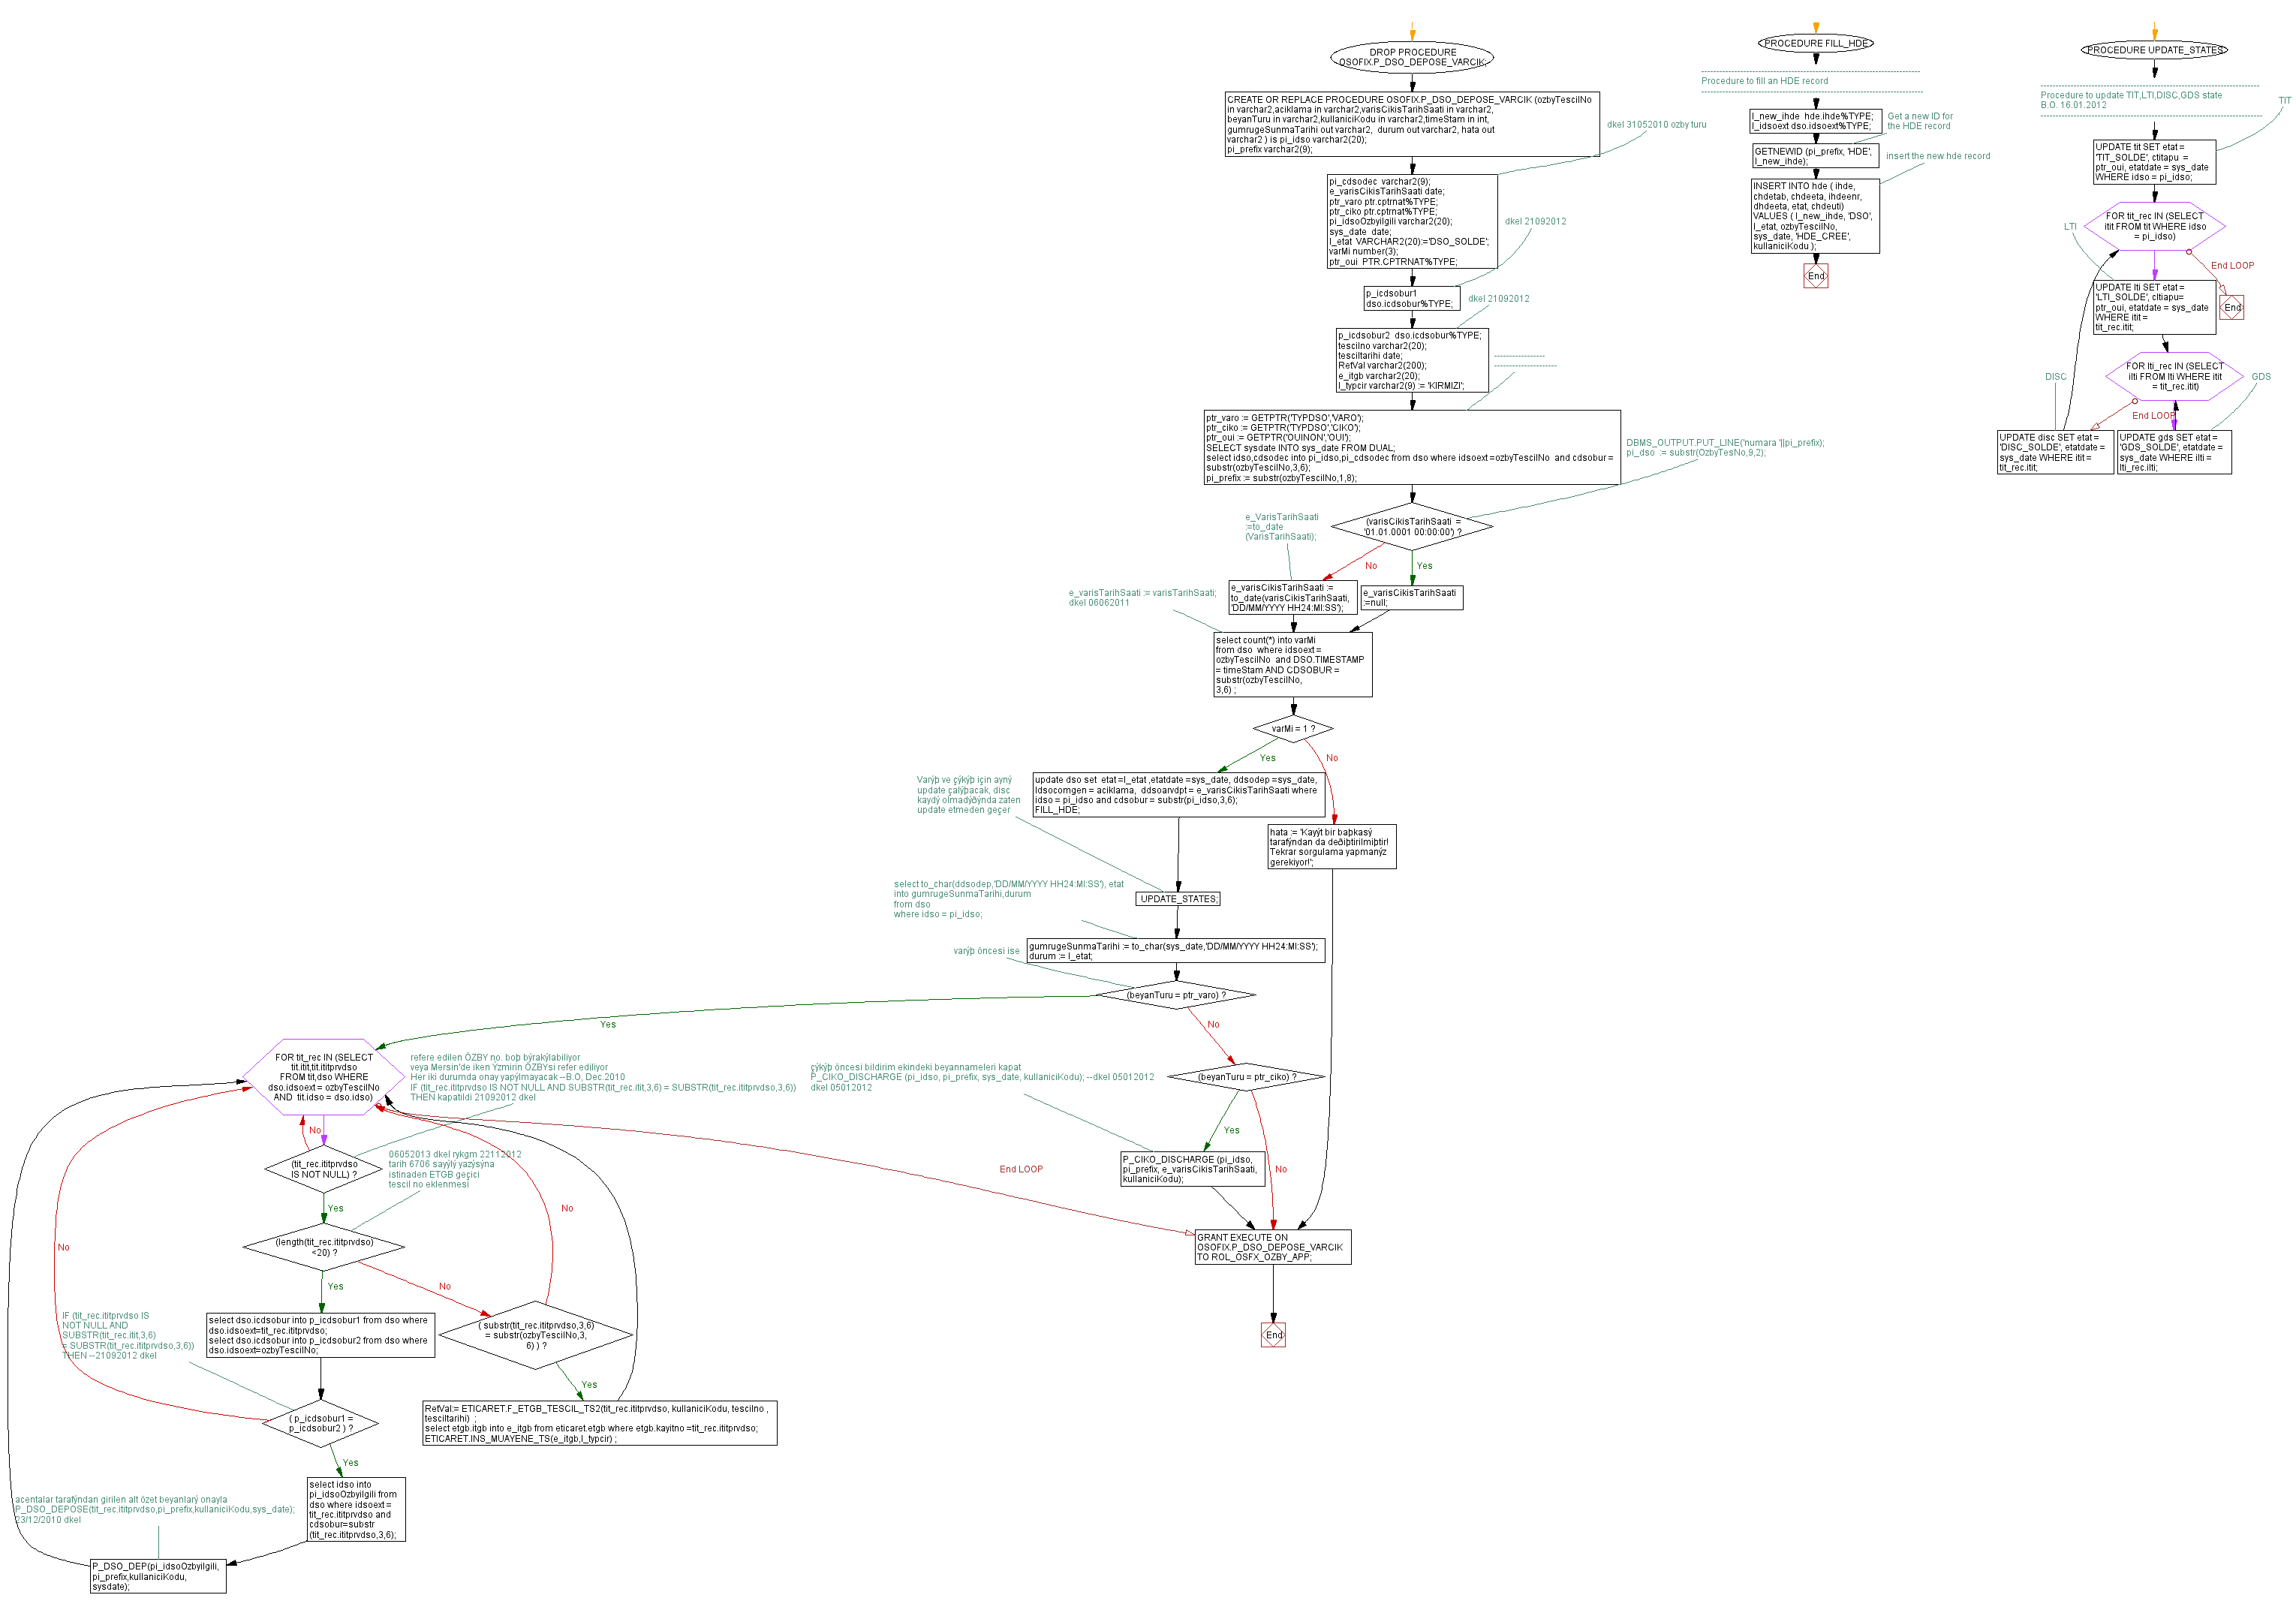 DROP PROCEDURE
OSOFIX.P_DSO_DEPOSE_VARCIK;
CREATE OR REPLACE PROCEDURE OSOFIX.P_DSO_DEPOSE_VARCIK (ozbyTescilNo
in varchar2,aciklama in varchar2,varisCikisTarihSaati in varchar2,
beyanTuru in varchar2,kullaniciKodu in varchar2,timeStam in int,
gumrugeSunmaTarihi out varchar2,  durum out varchar2, hata out
varchar2 ) is pi_idso varchar2(20);
pi_prefix varchar2(9);
dkel 31052010 ozby turu
pi_cdsodec  varchar2(9);
e_varisCikisTarihSaati date;
ptr_varo ptr.cptrnat%TYPE;
ptr_ciko ptr.cptrnat%TYPE;
pi_idsoOzbyilgili varchar2(20);
sys_date  date;
l_etat  VARCHAR2(20):='DSO_SOLDE';
varMi number(3);
ptr_oui  PTR.CPTRNAT%TYPE;
dkel 21092012
p_icdsobur1
dso.icdsobur%TYPE;
dkel 21092012
p_icdsobur2  dso.icdsobur%TYPE;
tescilno varchar2(20);
tesciltarihi date;
RefVal varchar2(200);
e_itgb varchar2(20);
l_typcir varchar2(9) := 'KIRMIZI';
------------------
----------------------
ptr_varo := GETPTR('TYPDSO','VARO');
ptr_ciko := GETPTR('TYPDSO','CIKO');
ptr_oui := GETPTR('OUINON','OUI');
SELECT sysdate INTO sys_date FROM DUAL;
select idso,cdsodec into pi_idso,pi_cdsodec from dso where idsoext =ozbyTescilNo  and cdsobur =
substr(ozbyTescilNo,3,6);
pi_prefix := substr(ozbyTescilNo,1,8);
DBMS_OUTPUT.PUT_LINE('numara '||pi_prefix);
pi_dso  := substr(OzbyTesNo,9,2);
(varisCikisTarihSaati  =
'01.01.0001 00:00:00') ?
e_VarisTarihSaati
:=to_date
(VarisTarihSaati);
No
Yes
e_varisCikisTarihSaati :=
to_date(varisCikisTarihSaati,
'DD/MM/YYYY HH24:MI:SS');
e_varisCikisTarihSaati
:=null;
e_varisTarihSaati := varisTarihSaati;
dkel 06062011
select count(*) into varMi
from dso  where idsoext =
ozbyTescilNo  and DSO.TIMESTAMP
= timeStam AND CDSOBUR =
substr(ozbyTescilNo,
3,6) ;
varMi = 1 ?
Yes
No
Varýþ ve çýkýþ için ayný
update çalýþacak, disc
kaydý olmadýðýnda zaten
update etmeden geçer
update dso set  etat =l_etat ,etatdate =sys_date, ddsodep =sys_date,
ldsocomgen = aciklama,  ddsoarvdpt = e_varisCikisTarihSaati where
idso = pi_idso and cdsobur = substr(pi_idso,3,6);
FILL_HDE;
hata := 'Kayýt bir baþkasý
tarafýndan da deðiþtirilmiþtir!
Tekrar sorgulama yapmanýz
gerekiyor!';
select to_char(ddsodep,'DD/MM/YYYY HH24:MI:SS'), etat
into gumrugeSunmaTarihi,durum
from dso
where idso = pi_idso;
UPDATE_STATES;
varýþ öncesi ise
gumrugeSunmaTarihi := to_char(sys_date,'DD/MM/YYYY HH24:MI:SS');
durum := l_etat;
(beyanTuru = ptr_varo) ?
Yes
No
FOR tit_rec IN (SELECT
tit.itit,tit.ititprvdso
FROM tit,dso WHERE
dso.idsoext = ozbyTescilNo
AND  tit.idso = dso.idso)
refere edilen ÖZBY no. boþ býrakýlabiliyor
veya Mersin'de iken Ýzmirin ÖZBYsi refer ediliyor
Her iki durumda onay yapýlmayacak --B.O, Dec.2010
IF (tit_rec.ititprvdso IS NOT NULL AND SUBSTR(tit_rec.itit,3,6) = SUBSTR(tit_rec.ititprvdso,3,6))
THEN kapatildi 21092012 dkel
çýkýþ öncesi bildirim ekindeki beyannameleri kapat
P_CIKO_DISCHARGE (pi_idso, pi_prefix, sys_date, kullaniciKodu); --dkel 05012012
dkel 05012012
(beyanTuru = ptr_ciko) ?
Yes
No
P_CIKO_DISCHARGE (pi_idso,
pi_prefix, e_varisCikisTarihSaati,
kullaniciKodu);
End LOOP
GRANT EXECUTE ON
OSOFIX.P_DSO_DEPOSE_VARCIK
TO ROL_OSFX_OZBY_APP;
End
No
(tit_rec.ititprvdso
IS NOT NULL) ?
06052013 dkel rykgm 22112012
tarih 6706 sayýlý yazýsýna
istinaden ETGB geçici
tescil no eklenmesi
Yes
No
(length(tit_rec.ititprvdso)
<20) ?
No
Yes
No
IF (tit_rec.ititprvdso IS
NOT NULL AND
SUBSTR(tit_rec.itit,3,6)
= SUBSTR(tit_rec.ititprvdso,3,6))
THEN --21092012 dkel
select dso.icdsobur into p_icdsobur1 from dso where
dso.idsoext=tit_rec.ititprvdso;
select dso.icdsobur into p_icdsobur2 from dso where
dso.idsoext=ozbyTescilNo;
( substr(tit_rec.ititprvdso,3,6)
= substr(ozbyTescilNo,3,
6) ) ?
Yes
( p_icdsobur1 =
p_icdsobur2 ) ?
RefVal:= ETICARET.F_ETGB_TESCIL_TS2(tit_rec.ititprvdso, kullaniciKodu, tescilno ,
tesciltarihi)  ;
select etgb.itgb into e_itgb from eticaret.etgb where etgb.kayitno =tit_rec.ititprvdso;
ETICARET.INS_MUAYENE_TS(e_itgb,l_typcir) ;
Yes
select idso into
pi_idsoOzbyilgili from
dso where idsoext =
tit_rec.ititprvdso and
cdsobur=substr
(tit_rec.ititprvdso,3,6);
acentalar tarafýndan girilen alt özet beyanlarý onayla
P_DSO_DEPOSE(tit_rec.ititprvdso,pi_prefix,kullaniciKodu,sys_date);
23/12/2010 dkel
P_DSO_DEP(pi_idsoOzbyilgili,
pi_prefix,kullaniciKodu,
sysdate);
PROCEDURE FILL_HDE
Procedure to fill an HDE record
l_new_ihde  hde.ihde%TYPE;
l_idsoext dso.idsoext%TYPE;
Get a new ID for
the HDE record
GETNEWID (pi_prefix, 'HDE',
l_new_ihde);
insert the new hde record
INSERT INTO hde ( ihde,
chdetab, chdeeta, ihdeenr,
dhdeeta, etat, chdeuti)
VALUES ( l_new_ihde, 'DSO',
l_etat, ozbyTescilNo,
sys_date, 'HDE_CREE',
kullaniciKodu );
End
PROCEDURE UPDATE_STATES
Procedure to update TIT,LTI,DISC,GDS state
B.O. 16.01.2012
TIT
UPDATE tit SET etat =
'TIT_SOLDE', ctitapu  =
ptr_oui, etatdate = sys_date
WHERE idso = pi_idso;
FOR tit_rec IN (SELECT
itit FROM tit WHERE idso
= pi_idso)
LTI
End LOOP
UPDATE lti SET etat =
'LTI_SOLDE', cltiapu=
ptr_oui, etatdate = sys_date
WHERE itit =
tit_rec.itit;
End
FOR lti_rec IN (SELECT
ilti FROM lti WHERE itit
= tit_rec.itit)
DISC
GDS
End LOOP
UPDATE disc SET etat =
'DISC_SOLDE', etatdate =
sys_date WHERE itit =
tit_rec.itit;
UPDATE gds SET etat =
'GDS_SOLDE', etatdate =
sys_date WHERE ilti =
lti_rec.ilti;